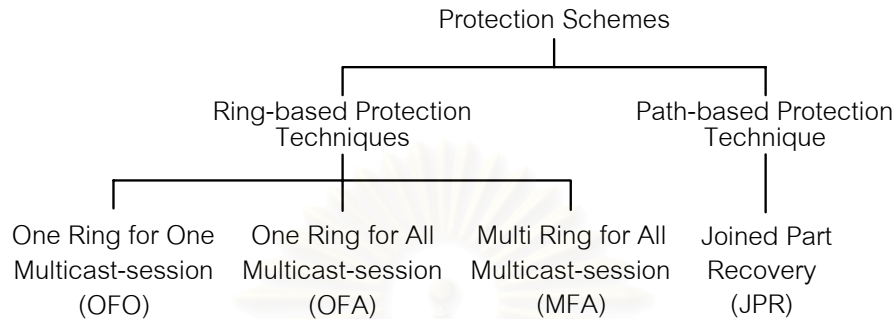 Protection Schemes
Ring-based Protection
Techniques
Path-based Protection
Technique
One Ring for One
Multicast-session
(OFO)
One Ring for All
Multicast-session
(OFA)
Multi Ring for All
Multicast-session
(MFA)
Joined Part
Recovery
(JPR)